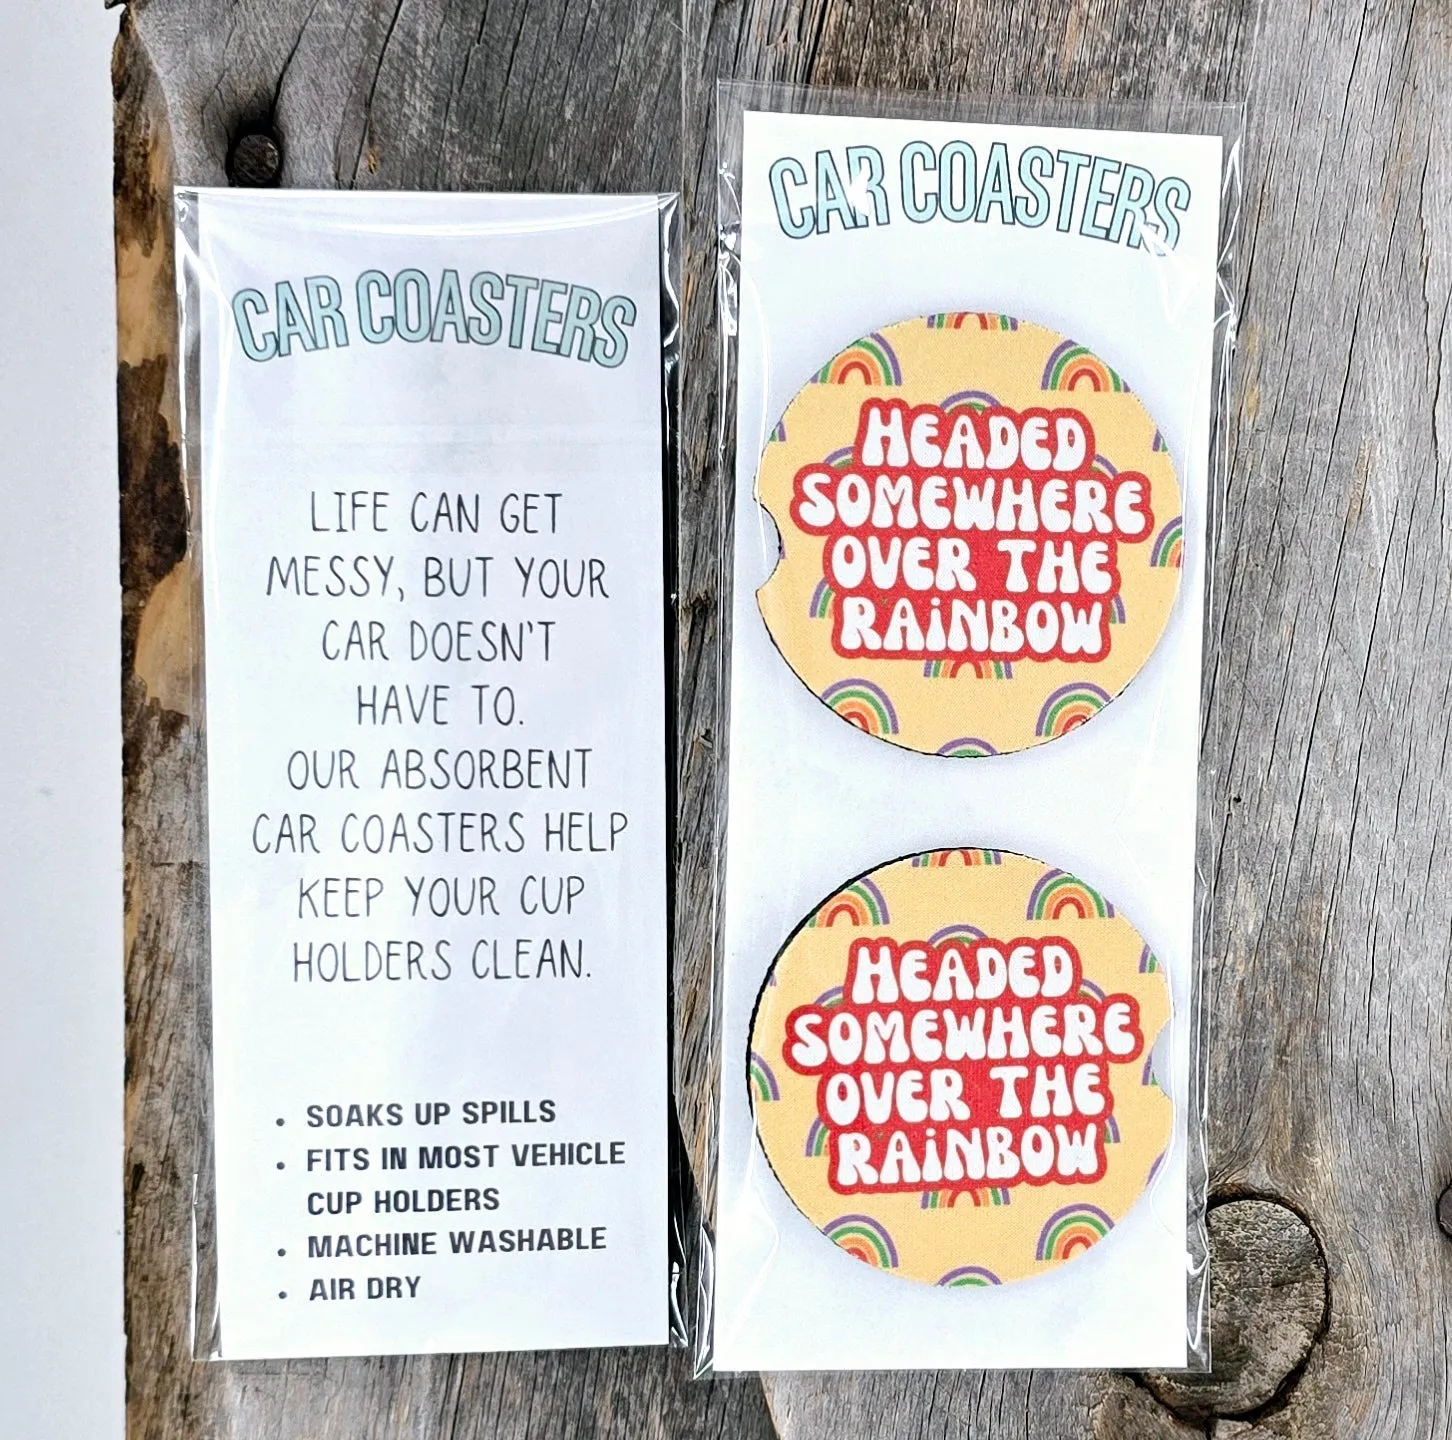 CAR COASTERS
LIFE CAN GET
MESSY, BUT YOUR
CAR DOESN'T
HAVE TO.
OUR ABSORBENT
CAR COASTERS HELP
KEEP YOUR CUP
HOLDERS CLEAN.
• SOAKS UP SPILLS
• FITS IN MOST VEHICLE
CUP HOLDERS
• MACHINE WASHABLE
• AIR DRY
CAR COASTERS
HEADED
SOMEWHERE
OVER THE
RAiNBOW
HEADED
SOMEWHERE
OVER THE
RAiNBOW